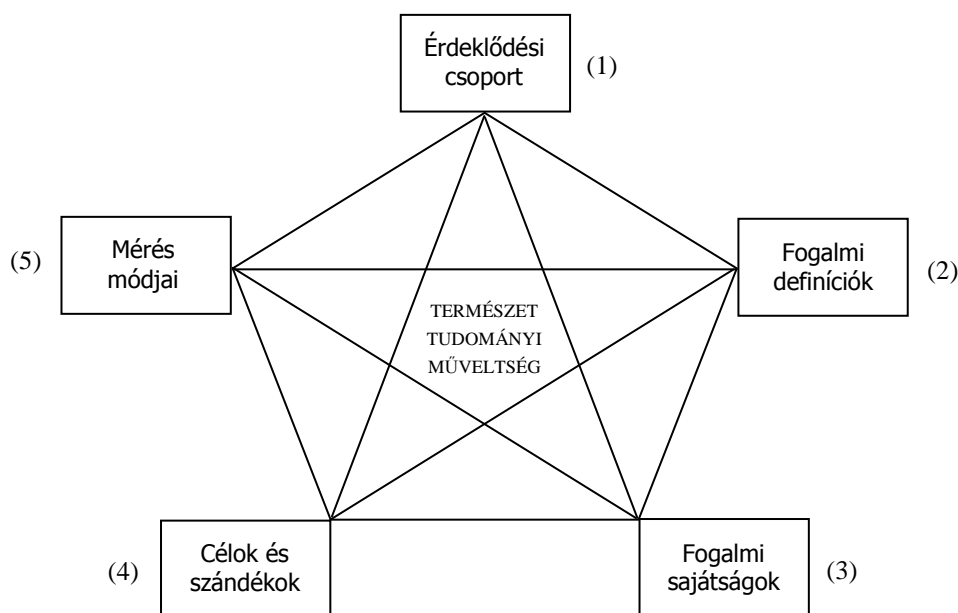 Érdeklődési
csoport
(1)
Mérés
módjai
(5)
Fogalmi
definíciók
(2)
TERMÉSZET
TUDOMÁNYI
MŰVELTSÉG
Célok és
szándékok
(4)
Fogalmi
sajátságok
(3)